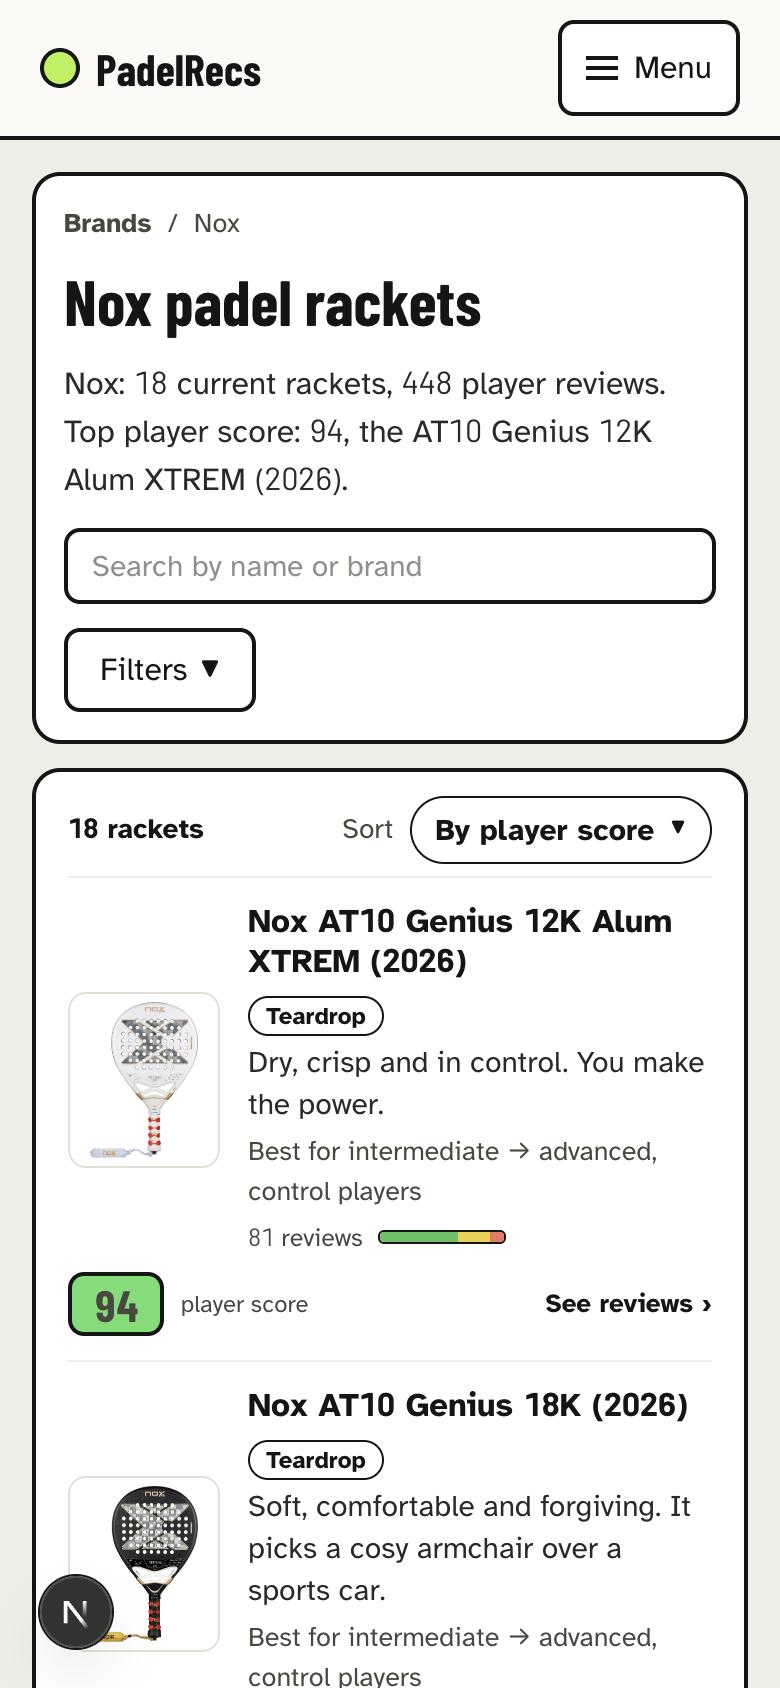 PadelRecs
Menu
Brands / Nox
Nox padel rackets
Nox: 18 current rackets, 448 player reviews.
Top player score: 94, the AT10 Genius 12K
Alum XTREM (2026).
Search by name or brand
Filters ▼
18 rackets
Sort
By player score ▼
Nox AT10 Genius 12K Alum
XTREM (2026)
Teardrop
Dry, crisp and in control. You make
the power.
Best for intermediate → advanced,
control players
81 reviews
94
player score
See reviews ›
Nox AT10 Genius 18K (2026)
Teardrop
Soft, comfortable and forgiving. It
picks a cosy armchair over a
sports car.
Best for intermediate → advanced,
control players
nox
nox
N